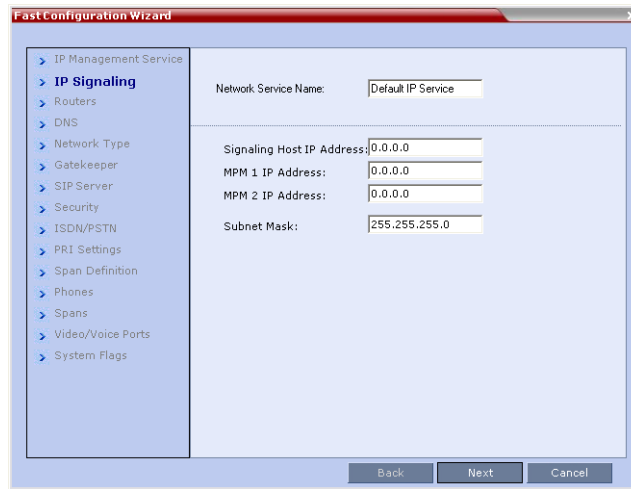 Fast Configuration Wizard
IP Management Service
IP Signaling
Routers
DNS
Network Type
Gatekeeper
SIP Server
Security
ISDN/PSTN
PRI Settings
Span Definition
Phones
Spans
Video/Voice Ports
System Flags
Network Service Name: Default IP Service
Signaling Host IP Address: 0.0.0.0
MPM 1 IP Address: 0.0.0.0
MPM 2 IP Address: 0.0.0.0
Subnet Mask: 255.255.255.0
Back Next Cancel